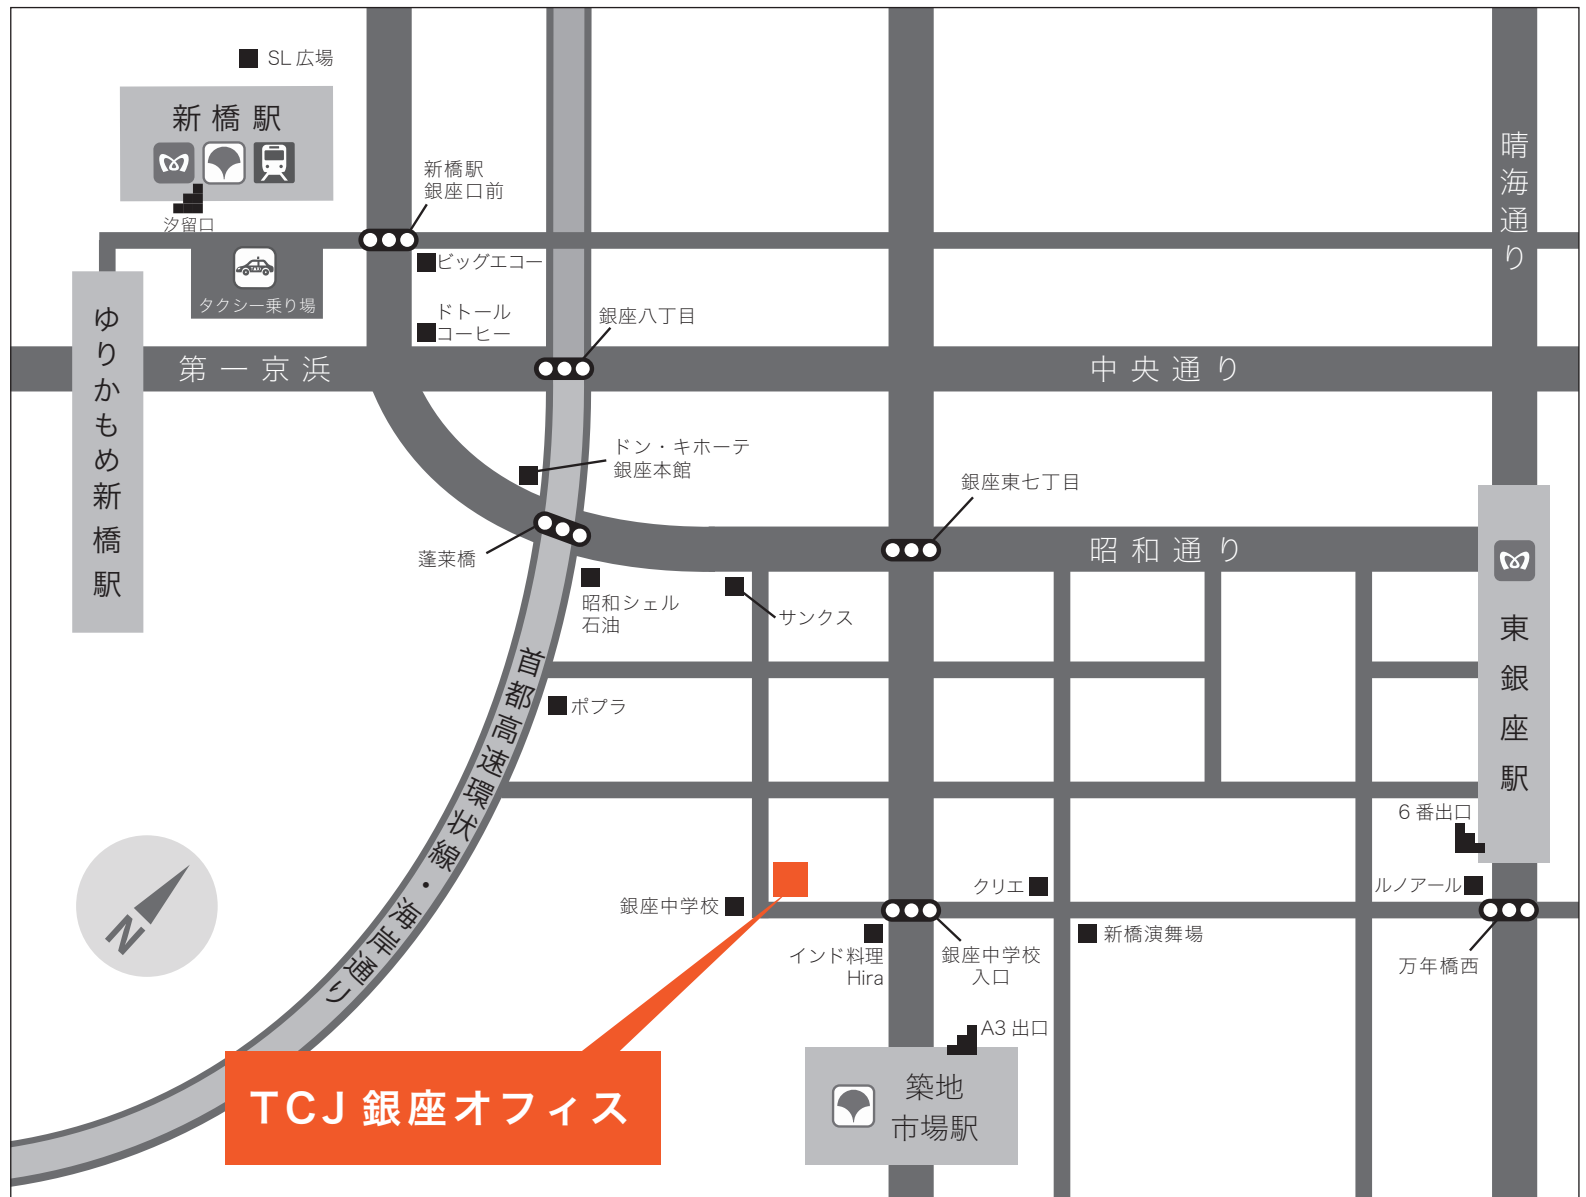 SL 広場
新橋駅
汐留口
タクシー乗り場
新橋駅
銀座口前
ビッグエコー
ドトール
コーヒー
銀座八丁目
晴海通り
ゆりかもめ新橋駅
第一京浜
中央通り
ドン・キホーテ
銀座本館
銀座東七丁目
蓬莱橋
昭和通り
昭和シェル
石油
サンクス
東銀座駅
首都高速環状線・海岸通り
ポプラ
6 番出口
銀座中学校
クリエ
ルノアール
インド料理
Hira
銀座中学校
入口
新橋演舞場
万年橋西
N
A3 出口
築地
市場駅
TCJ 銀座オフィス